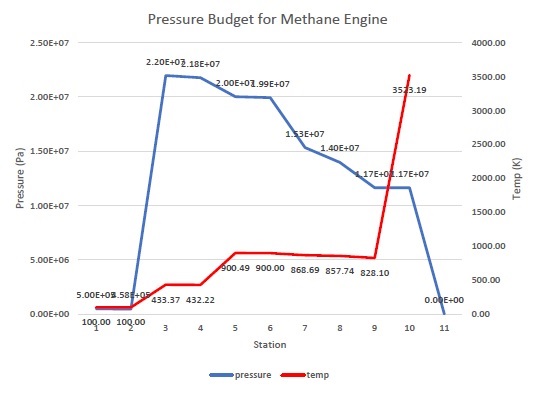 Pressure Budget for Methane Engine
2.50E+07
2.00E+07
1.50E+07
1.00E+07
5.00E+06
0.00E+00
Pressure (Pa)
4000.00
3500.00
3000.00
2500.00
2000.00
1500.00
1000.00
500.00
0.00
Temp (K)
5.00E+05 4.58E+05 2.20E+07 2.18E+07 2.00E+07 1.99E+07 1.53E+07 1.40E+07 1.17E+07 1.17E+07 0.00E+00
100.00 100.00 433.37 432.22 900.49 900.00 868.69 857.74 828.10 3523.19
1 2 3 4 5 6 7 8 9 10 11
Station
pressure temp